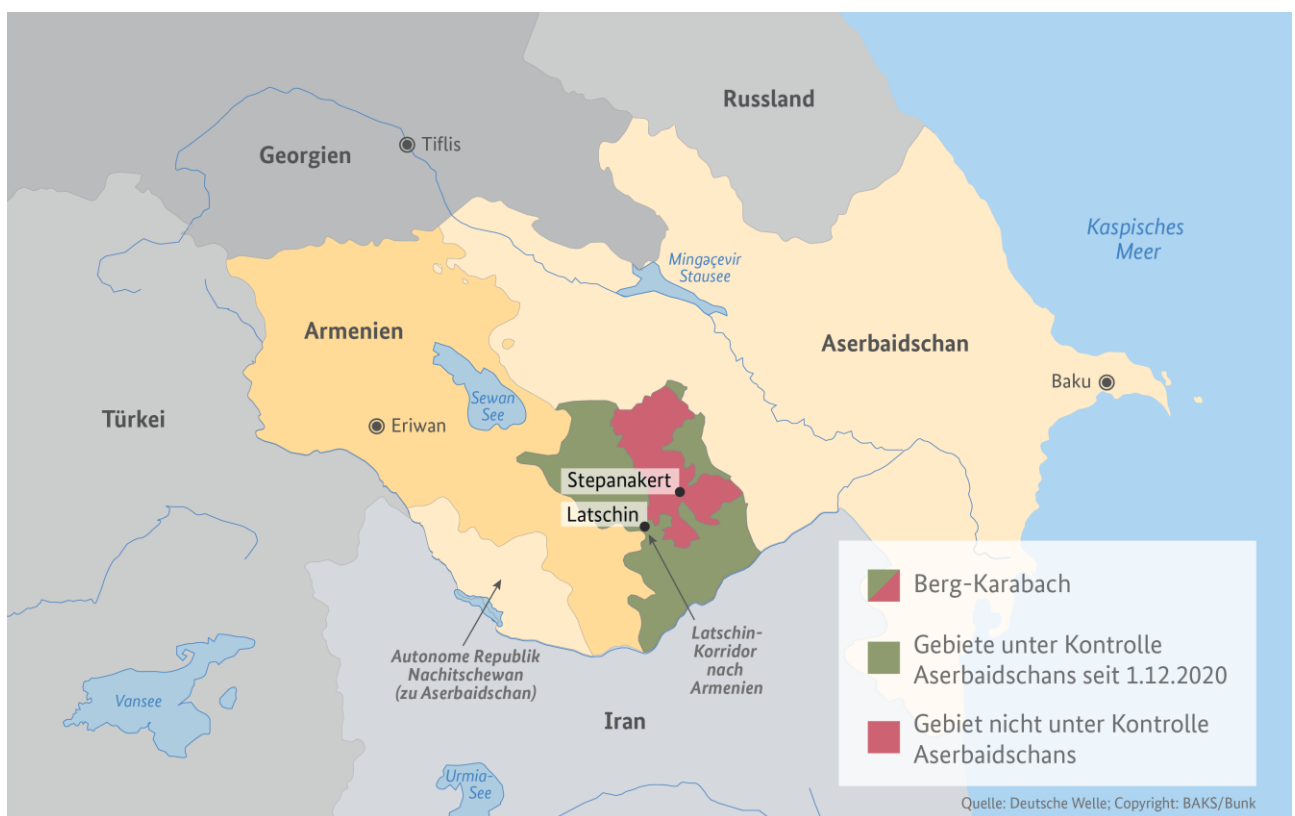 Russland
Georgien
Tiflis
Kaspisches
Meer
Mingəçevir
Stausee
Armenien
Aserbaidschan
Baku
Sewan
See
Türkei
Eriwan
Stepanakert
Latschin
Berg-Karabach
Latschin-
Korridor
nach
Armenien
Autonome Republik
Nachitschewan
(zu Aserbaidschan)
Gebiete unter Kontrolle
Aserbaidschans seit 1.12.2020
Vansee
Iran
Gebiet nicht unter Kontrolle
Aserbaidschans
Urmia-
See
Quelle: Deutsche Welle; Copyright: BAKS/Bunk